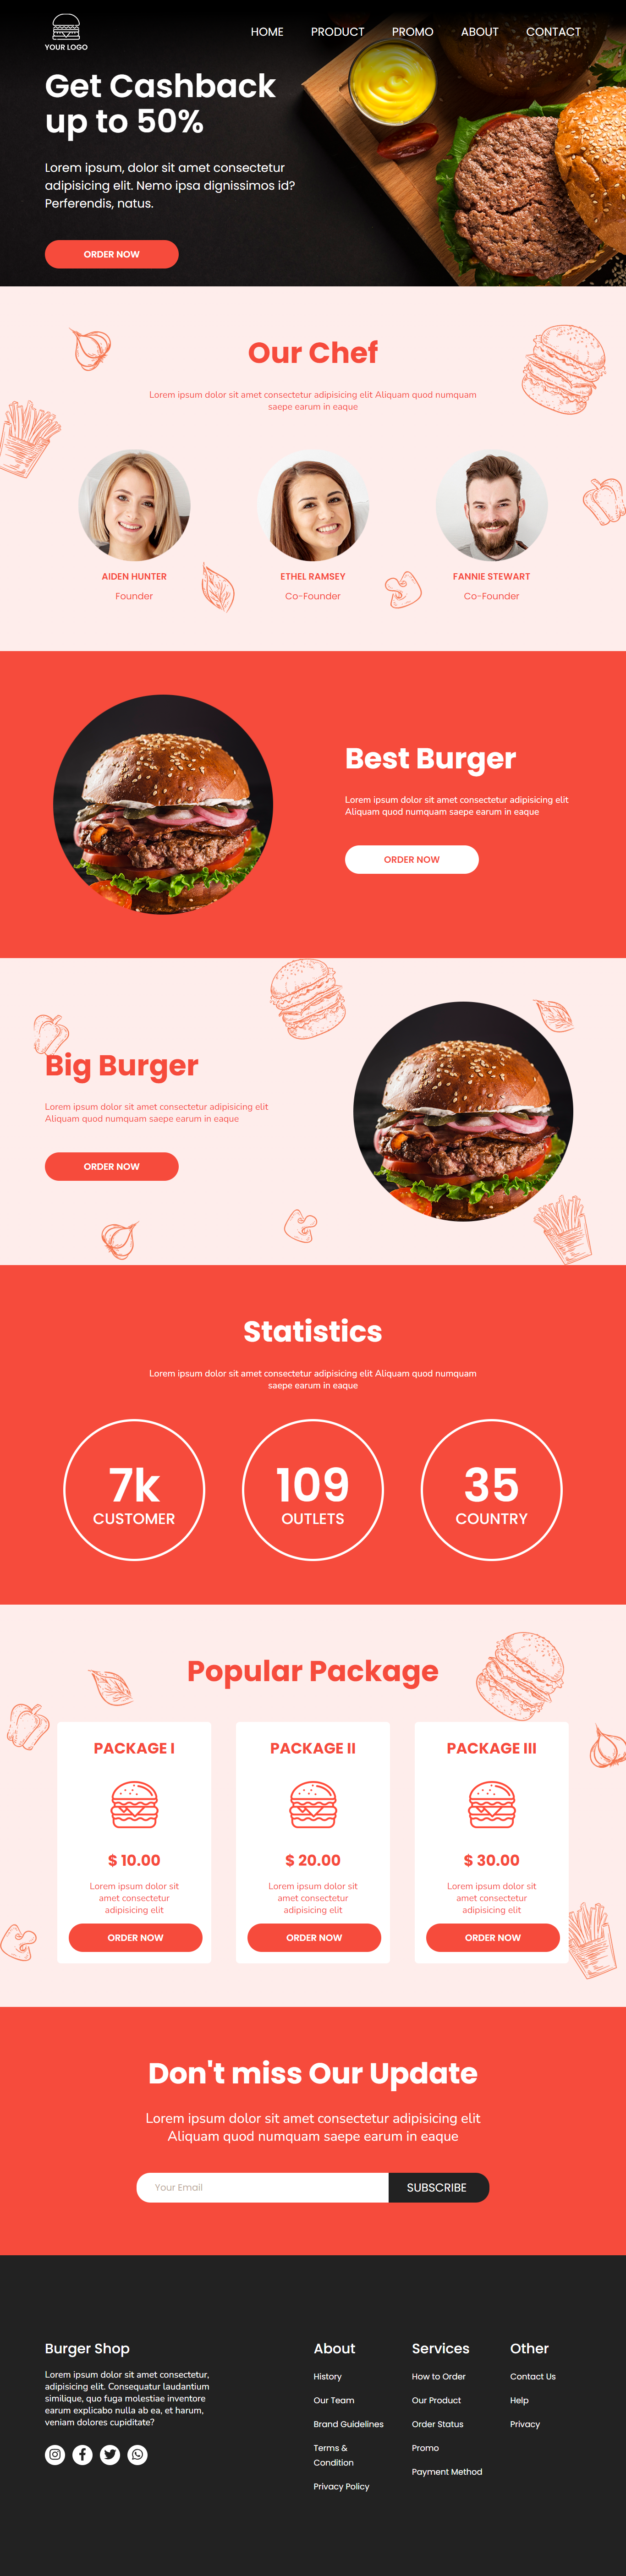 YOUR LOGO
HOME PRODUCT PROMO ABOUT CONTACT
Get Cashback
up to 50%
Lorem ipsum, dolor sit amet consectetur
adipisicing elit. Nemo ipsa dignissimos id?
Perferendis, natus.
ORDER NOW
Our Chef
Lorem ipsum dolor sit amet consectetur adipisicing elit Aliquam quod numquam
saepe earum in eaque
AIDEN HUNTER
Founder
ETHEL RAMSEY
Co-Founder
FANNIE STEWART
Co-Founder
Best Burger
Lorem ipsum dolor sit amet consectetur adipisicing elit
Aliquam quod numquam saepe earum in eaque
ORDER NOW
Big Burger
Lorem ipsum dolor sit amet consectetur adipisicing elit
Aliquam quod numquam saepe earum in eaque
ORDER NOW
Statistics
Lorem ipsum dolor sit amet consectetur adipisicing elit Aliquam quod numquam
saepe earum in eaque
7k
CUSTOMER
109
OUTLETS
35
COUNTRY
Popular Package
PACKAGE I
$ 10.00
Lorem ipsum dolor sit
amet consectetur
adipisicing elit
ORDER NOW
PACKAGE II
$ 20.00
Lorem ipsum dolor sit
amet consectetur
adipisicing elit
ORDER NOW
PACKAGE III
$ 30.00
Lorem ipsum dolor sit
amet consectetur
adipisicing elit
ORDER NOW
Don't miss Our Update
Lorem ipsum dolor sit amet consectetur adipisicing elit
Aliquam quod numquam saepe earum in eaque
Your Email
SUBSCRIBE
Burger Shop
Lorem ipsum dolor sit amet consectetur,
adipisicing elit. Consequatur laudantium
similique, quo fuga molestiae inventore
earum explicabo nulla ab ea, et harum,
veniam dolores cupiditate?
About
History
Our Team
Brand Guidelines
Terms &
Condition
Privacy Policy
Services
How to Order
Our Product
Order Status
Promo
Payment Method
Other
Contact Us
Help
Privacy